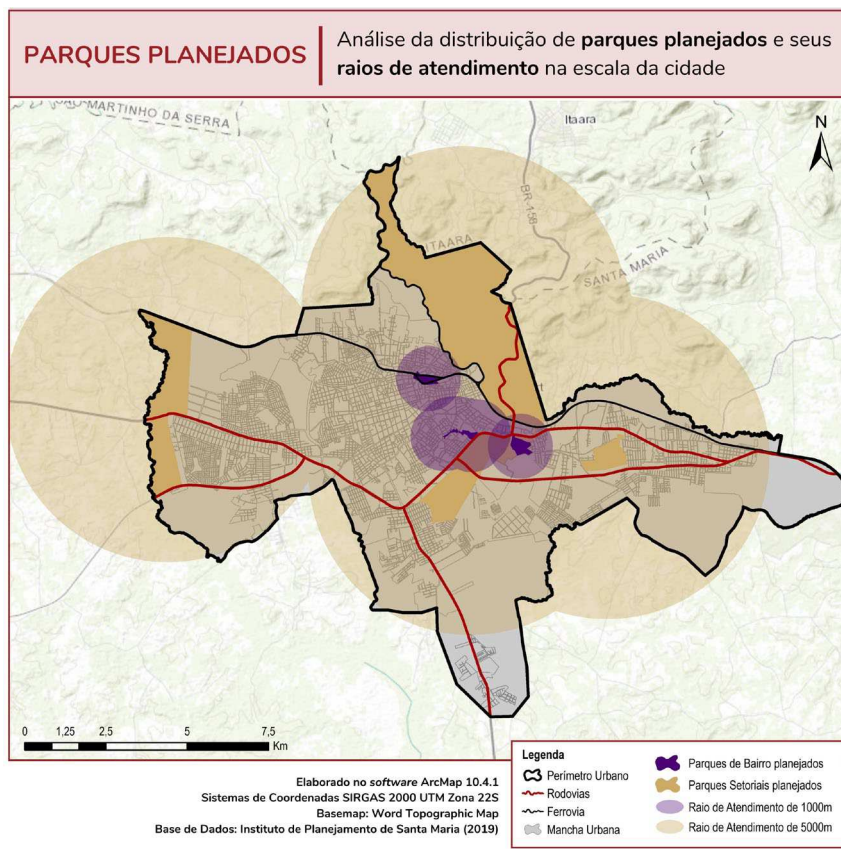 PARQUES PLANEJADOS
Análise da distribuição de parques planejados e seus
raios de atendimento na escala da cidade
MARTINHO DA SERRA
Itaara
N
BR-158
ITAARA
SANTA MARIA
0 1,25 2,5 5 7,5
Km
Elaborado no software ArcMap 10.4.1
Sistemas de Coordenadas SIRGAS 2000 UTM Zona 22S
Basemap: Word Topographic Map
Base de Dados: Instituto de Planejamento de Santa Maria (2019)
Legenda
Perímetro Urbano
Rodovias
Ferrovia
Mancha Urbana
Parques de Bairro planejados
Parques Setoriais planejados
Raio de Atendimento de 1000m
Raio de Atendimento de 5000m